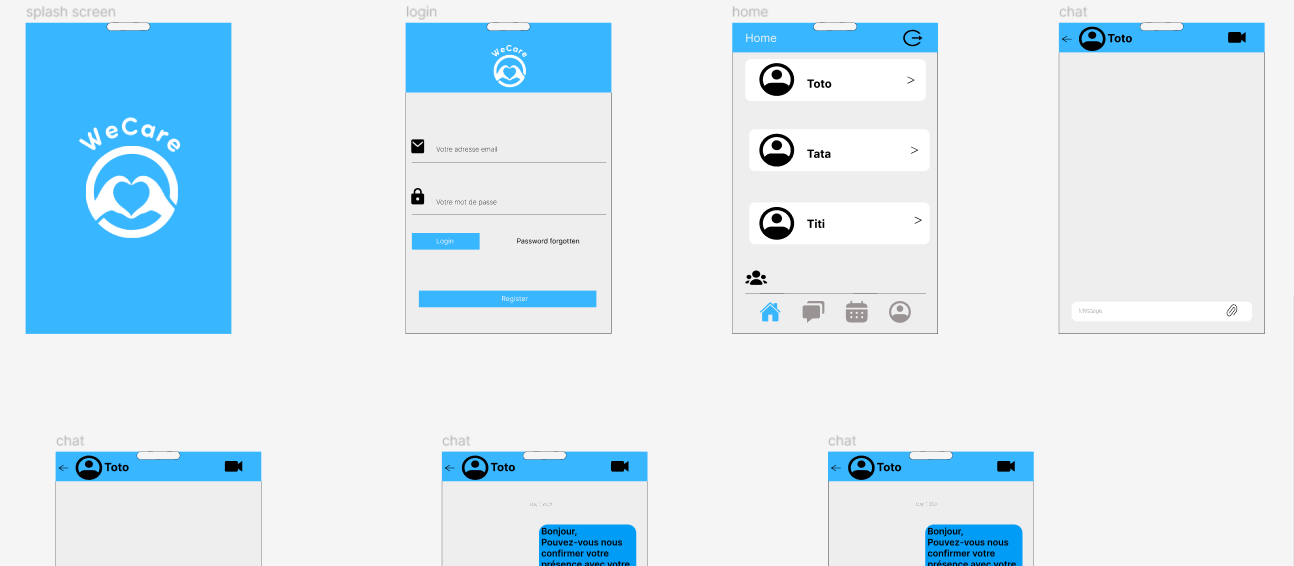 splash screen
login
home
chat
WeCare
WeCare
Votre adresse email
Votre mot de passe
Login
Password forgotten
Register
Home
Toto
>
Tata
>
Titi
>
Toto
Message
chat
chat
chat
Toto
Toto
Bonjour,
Pouvez-vous nous
confirmer votre
présence avec votre
Toto
Bonjour,
Pouvez-vous nous
confirmer votre
présence avec votre